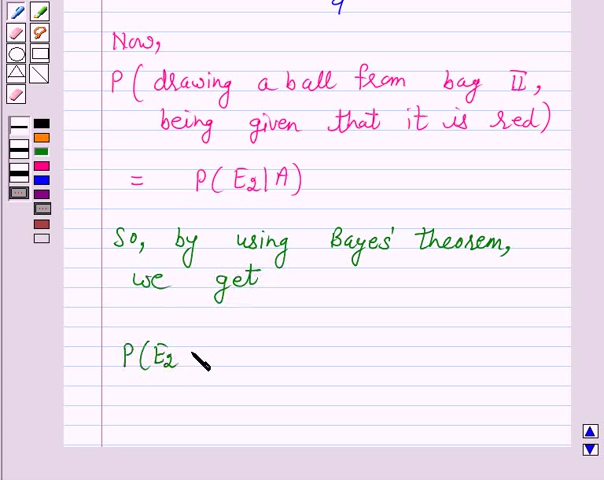 Now,
P( drawing a ball from bag II,
being given that it is red)
= P( E₂|A)
So, by using Bayes' theorem,
we get
P(E₂